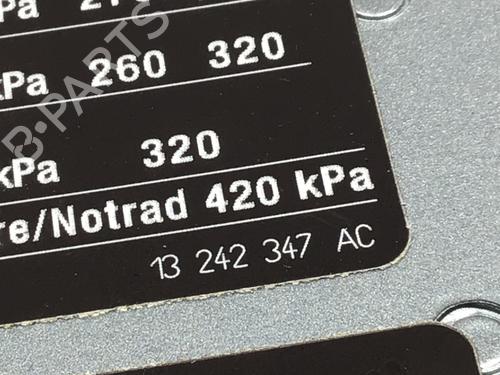 kPa 260 320
kPa 320
re/Notrad 420 kPa
13 242 347 AC
B-PARTS